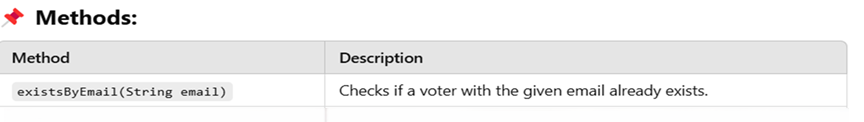 📌 Methods:
Method Description
existsByEmail(String email) Checks if a voter with the given email already exists.